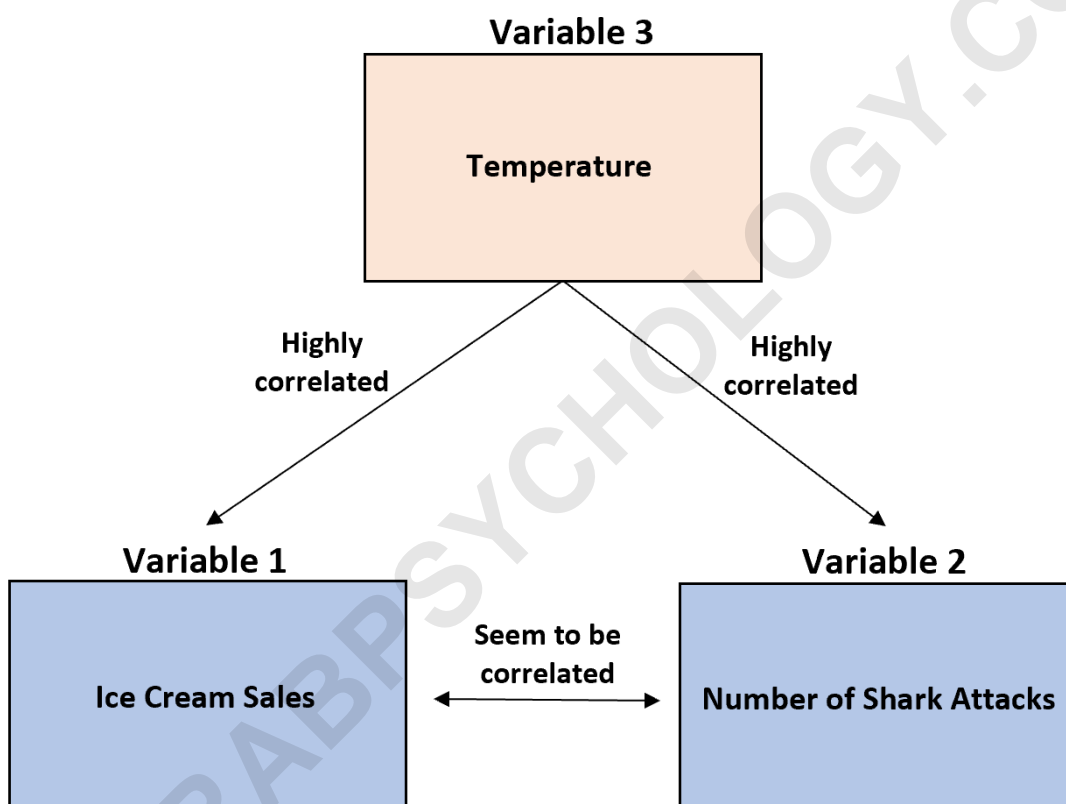 Variable 3
Temperature
Highly
correlated
Highly
correlated
Variable 1
Variable 2
Seem to be
correlated
Ice Cream Sales
Number of Shark Attacks